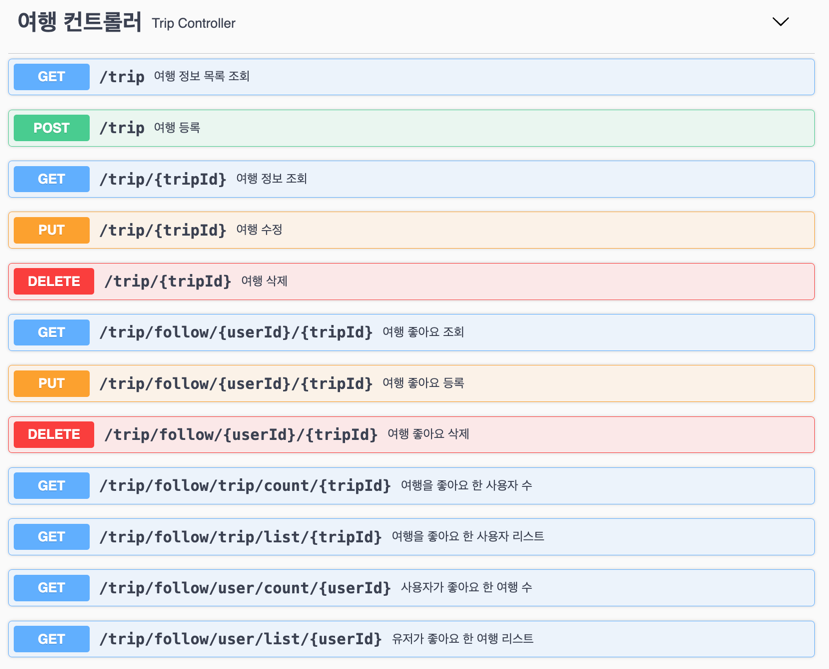 여행 컨트롤러 Trip Controller
GET /trip 여행 정보 목록 조회
POST /trip 여행 등록
GET /trip/{tripId} 여행 정보 조회
PUT /trip/{tripId} 여행 수정
DELETE /trip/{tripId} 여행 삭제
GET /trip/follow/{userId}/{tripId} 여행 좋아요 조회
PUT /trip/follow/{userId}/{tripId} 여행 좋아요 등록
DELETE /trip/follow/{userId}/{tripId} 여행 좋아요 삭제
GET /trip/follow/trip/count/{tripId} 여행을 좋아요 한 사용자 수
GET /trip/follow/trip/list/{tripId} 여행을 좋아요 한 사용자 리스트
GET /trip/follow/user/count/{userId} 사용자가 좋아요 한 여행 수
GET /trip/follow/user/list/{userId} 유저가 좋아요 한 여행 리스트